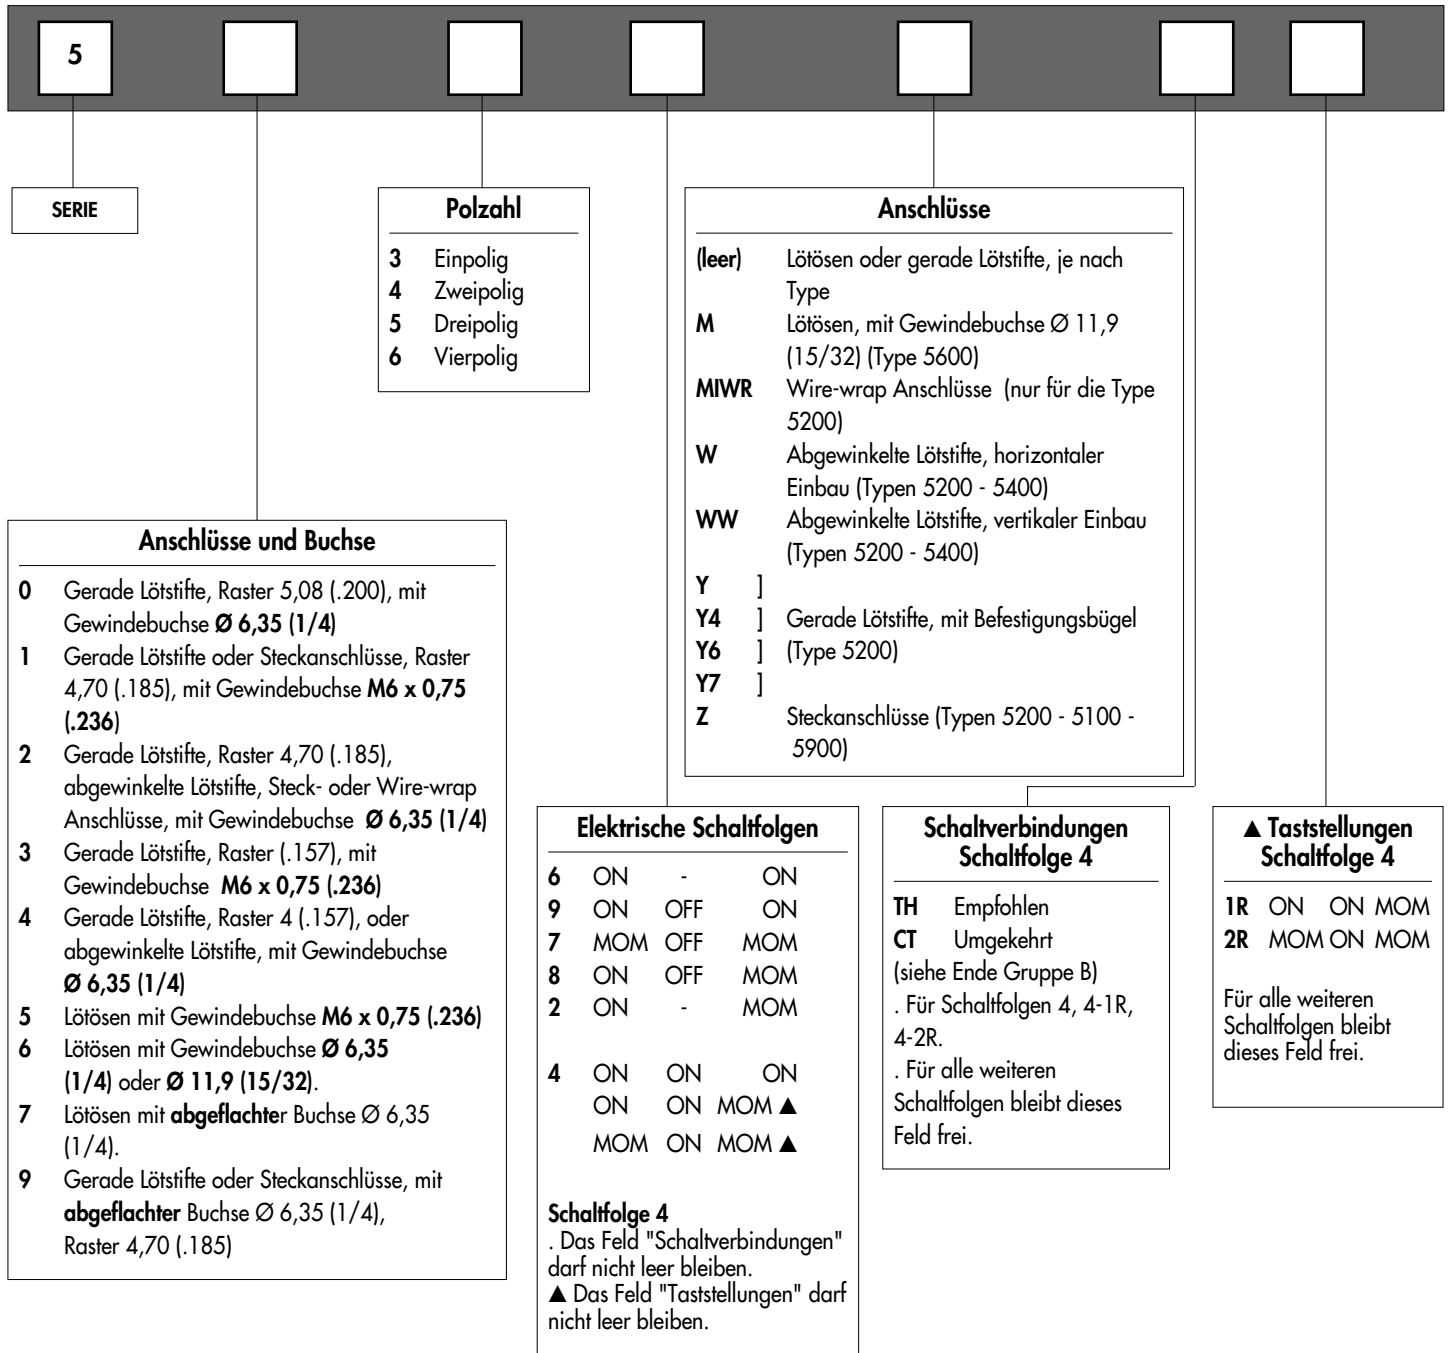 5
SERIE
Polzahl
3 Einpolig
4 Zweipolig
5 Dreipolig
6 Vierpolig
Anschlüsse
(leer) Lötösen oder gerade Lötstifte, je nach
Type
M Lötösen, mit Gewindebuchse Ø 11,9
(15/32) (Type 5600)
MIWR Wire-wrap Anschlüsse (nur für die Type
5200)
W Abgewinkelte Lötstifte, horizontaler
Einbau (Typen 5200 - 5400)
WW Abgewinkelte Lötstifte, vertikaler Einbau
(Typen 5200 - 5400)
Y ]
Y4 ] Gerade Lötstifte, mit Befestigungsbügel
Y6 ] (Type 5200)
Y7 ]
Z Steckanschlüsse (Typen 5200 - 5100 -
5900)
Anschlüsse und Buchse
0 Gerade Lötstifte, Raster 5,08 (.200), mit
Gewindebuchse Ø 6,35 (1/4)
1 Gerade Lötstifte oder Steckanschlüsse, Raster
4,70 (.185), mit Gewindebuchse M6 x 0,75
(.236)
2 Gerade Lötstifte, Raster 4,70 (.185),
abgewinkelte Lötstifte, Steck- oder Wire-wrap
Anschlüsse, mit Gewindebuchse Ø 6,35 (1/4)
3 Gerade Lötstifte, Raster (.157), mit
Gewindebuchse M6 x 0,75 (.236)
4 Gerade Lötstifte, Raster 4 (.157), oder
abgewinkelte Lötstifte, mit Gewindebuchse
Ø 6,35 (1/4)
5 Lötösen mit Gewindebuchse M6 x 0,75 (.236)
6 Lötösen mit Gewindebuchse Ø 6,35
(1/4) oder Ø 11,9 (15/32).
7 Lötösen mit abgeflachter Buchse Ø 6,35
(1/4).
9 Gerade Lötstifte oder Steckanschlüsse, mit
abgeflachter Buchse Ø 6,35 (1/4),
Raster 4,70 (.185)
Elektrische Schaltfolgen
6 ON - ON
9 ON OFF ON
7 MOM OFF MOM
8 ON OFF MOM
2 ON - MOM
4 ON ON ON
ON ON MOM ▲
MOM ON MOM ▲
Schaltfolge 4
. Das Feld "Schaltverbindungen"
darf nicht leer bleiben.
▲ Das Feld "Taststellungen" darf
nicht leer bleiben.
Schaltverbindungen
Schaltfolge 4
TH Empfohlen
CT Umgekehrt
(siehe Ende Gruppe B)
. Für Schaltfolgen 4, 4-1R,
4-2R.
. Für alle weiteren
Schaltfolgen bleibt dieses
Feld frei.
▲ Taststellungen
Schaltfolge 4
1R ON ON MOM
2R MOM ON MOM
Für alle weiteren
Schaltfolgen bleibt
dieses Feld frei.